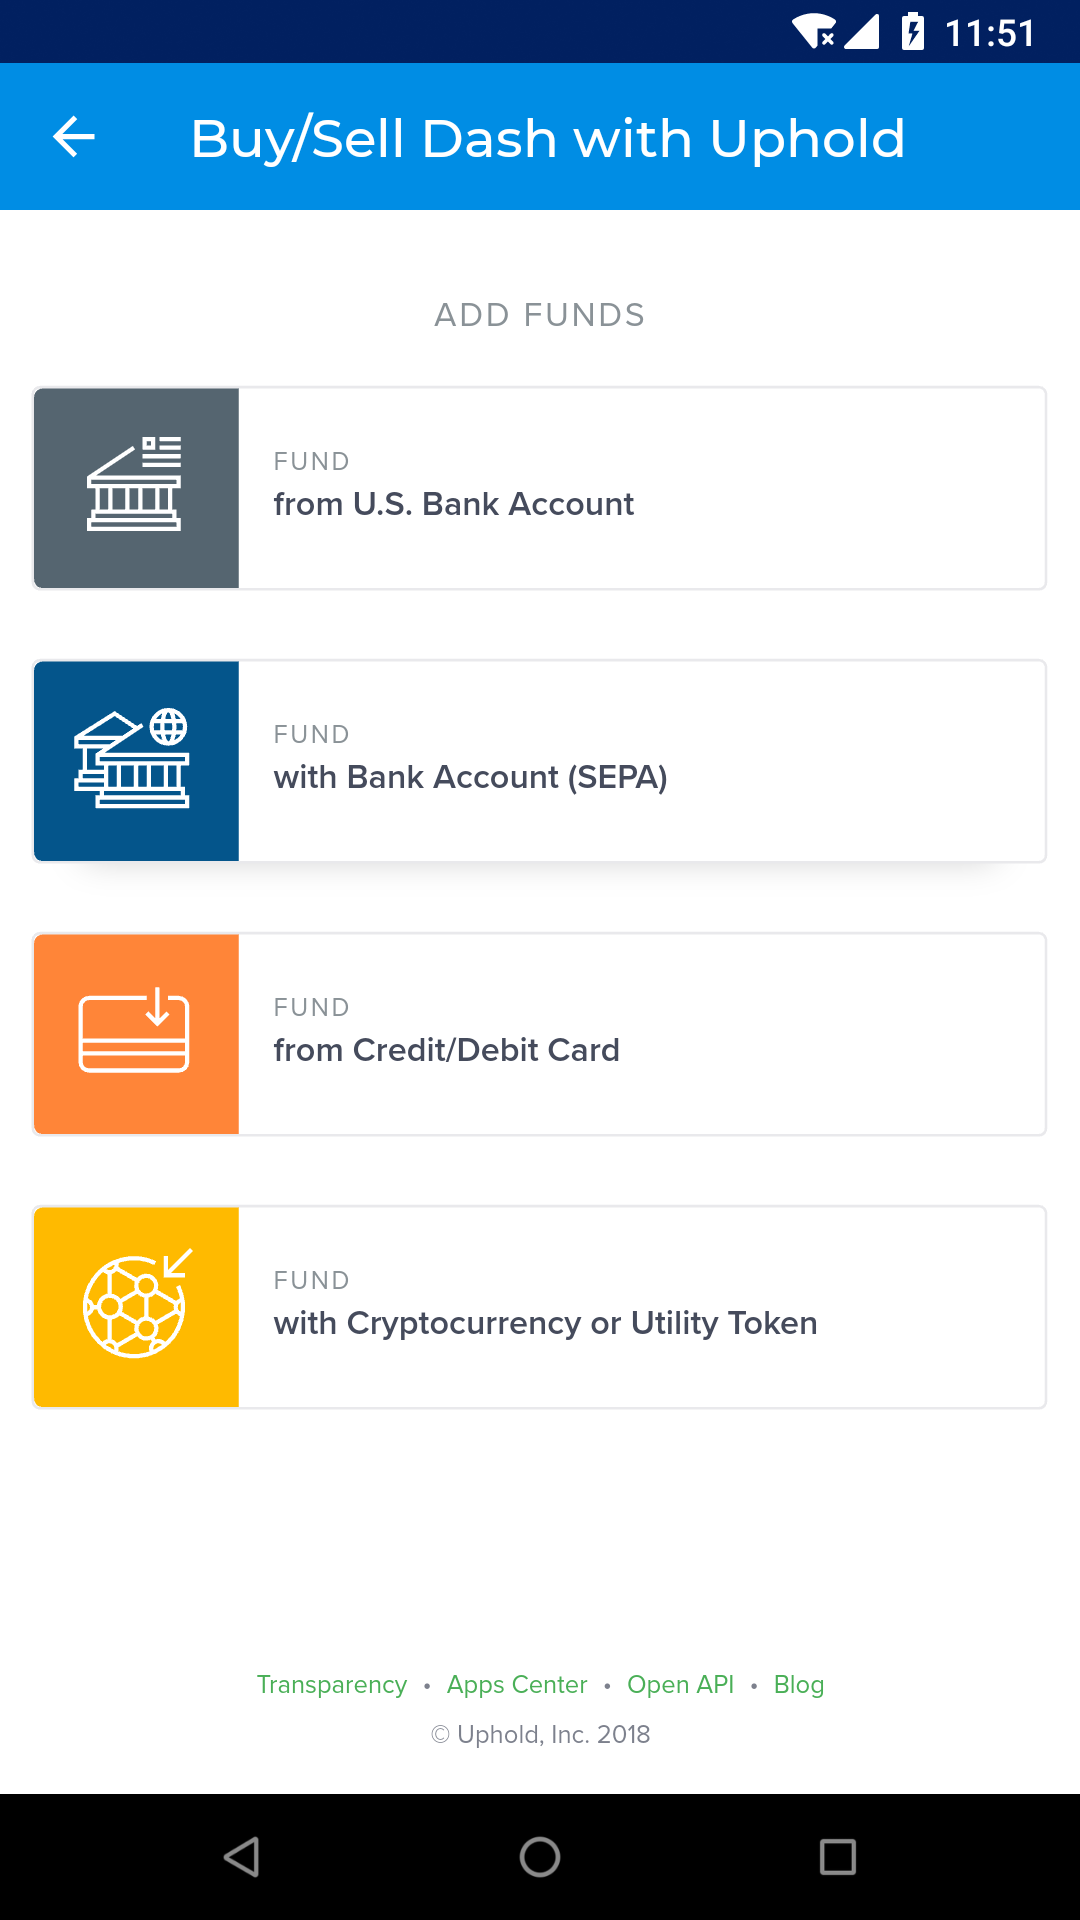 11:51
Buy/Sell Dash with Uphold
ADD FUNDS
FUND
from U.S. Bank Account
FUND
with Bank Account (SEPA)
FUND
from Credit/Debit Card
FUND
with Cryptocurrency or Utility Token
Transparency • Apps Center • Open API • Blog
© Uphold, Inc. 2018